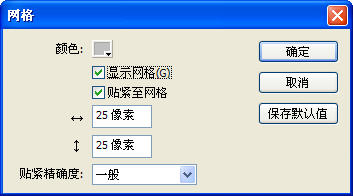 网格
颜色:
确定
显示网格(G)
取消
贴紧至网格
25 像素
保存默认值
25 像素
贴紧精确度: 一般